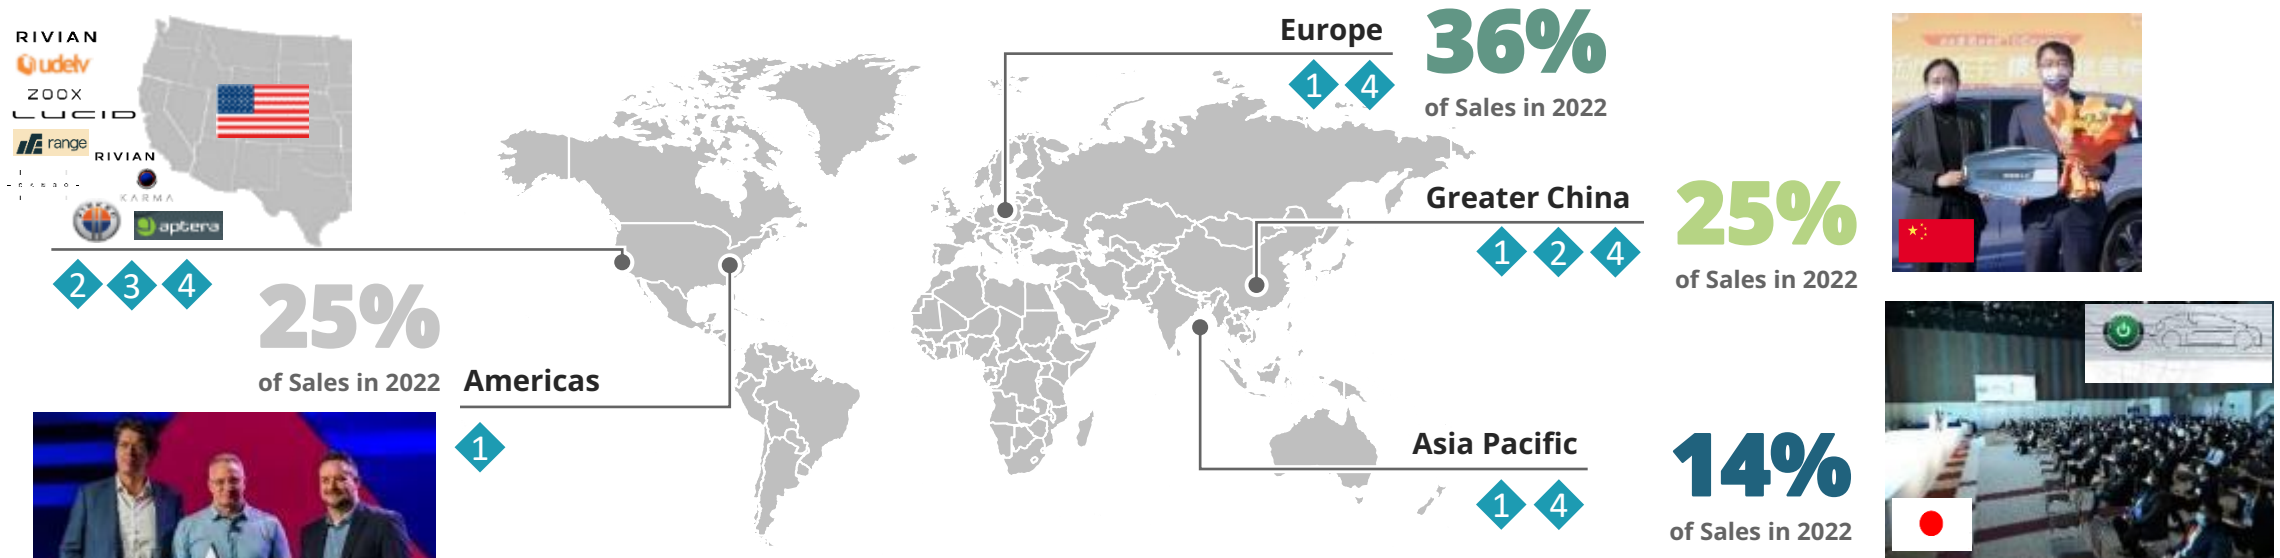 RIVIAN
udelv
ZOOX
LUCID
range
RIVIAN
KARMA
aptera
2 3 4
25%
of Sales in 2022
Americas
1
Europe
1 4
36%
of Sales in 2022
Greater China
1 2 4
25%
of Sales in 2022
Asia Pacific
1 4
14%
of Sales in 2022